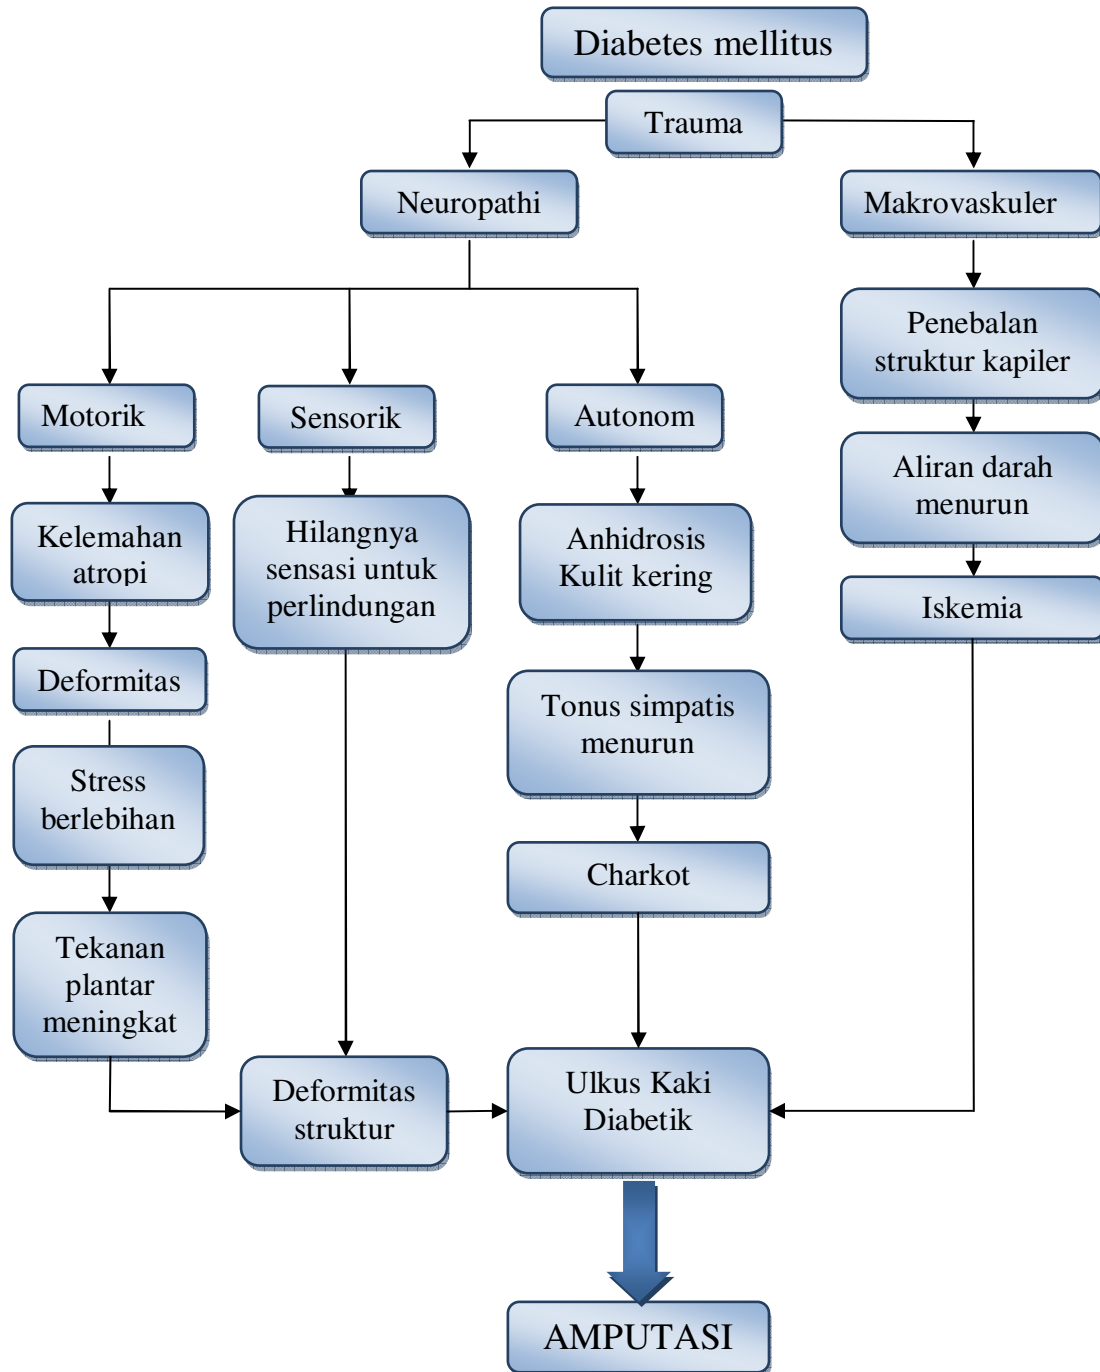 Diabetes mellitus
Trauma
Neuropathi
Makrovaskuler
Penebalan
struktur kapiler
Motorik
Sensorik
Autonom
Aliran darah
menurun
Kelemahan
atropi
Hilangnya
sensasi untuk
perlindungan
Anhidrosis
Kulit kering
Iskemia
Deformitas
Tonus simpatis
menurun
Stress
berlebihan
Charkot
Tekanan
plantar
meningkat
Deformitas
struktur
Ulkus Kaki
Diabetik
AMPUTASI